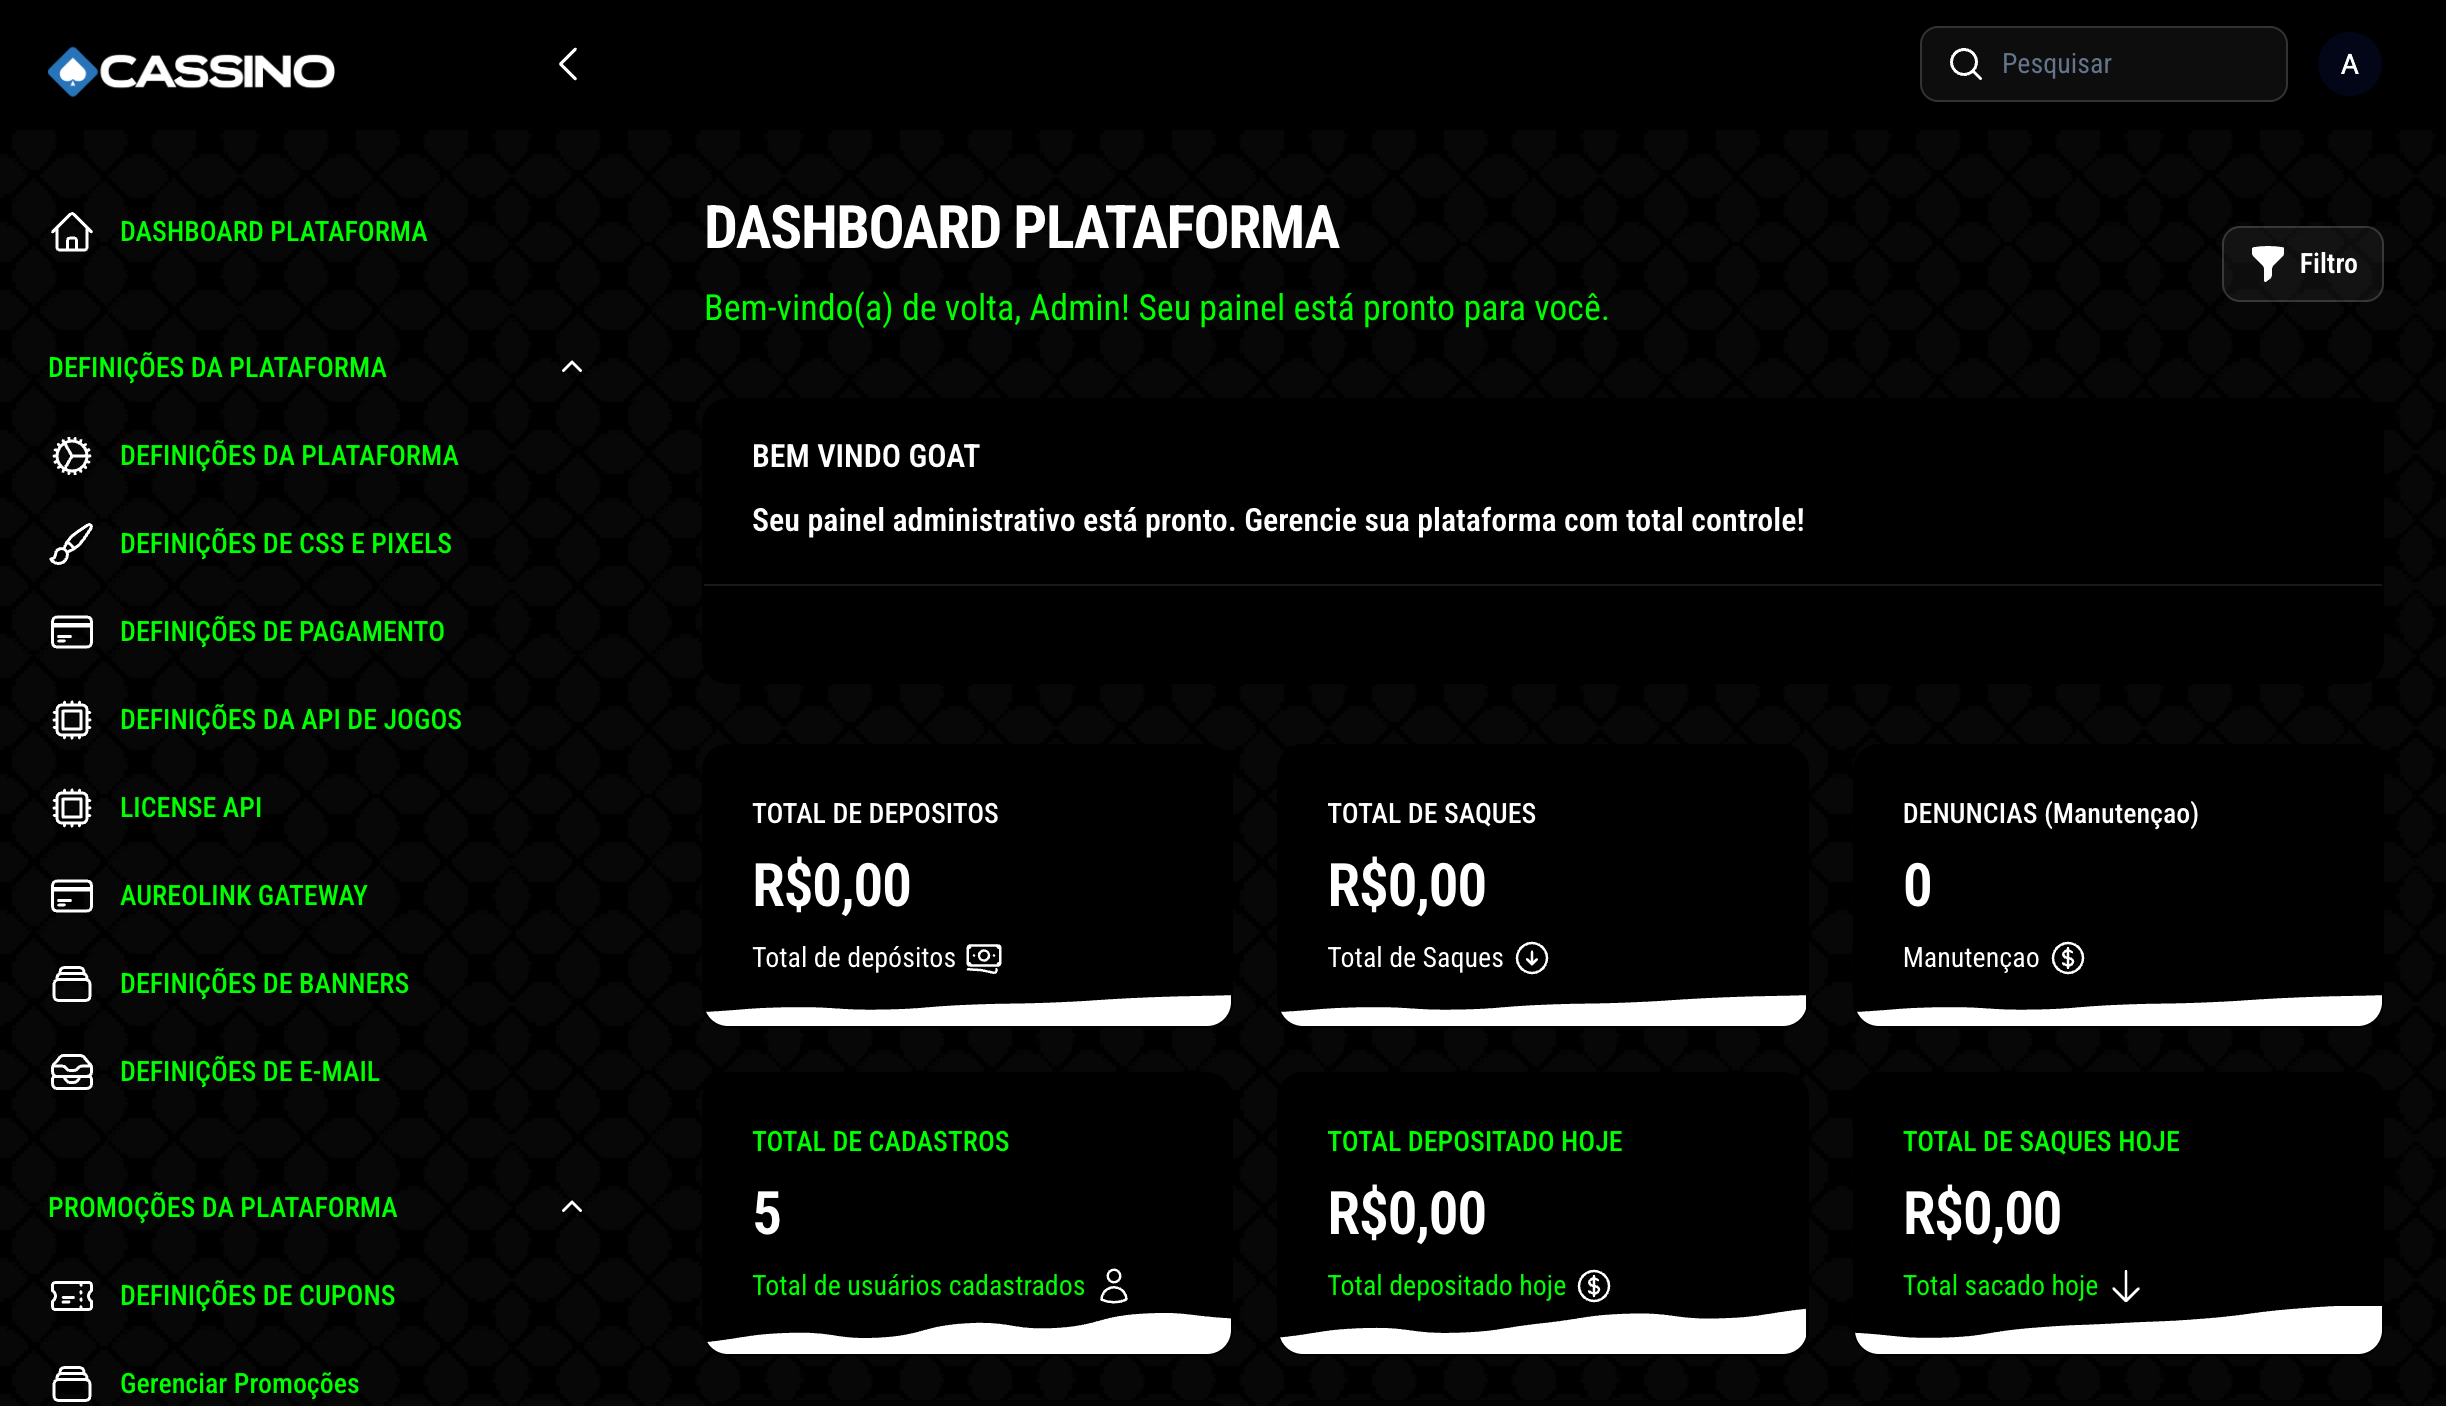 CASSINO
Pesquisar
A
DASHBOARD PLATAFORMA
DEFINIÇÕES DA PLATAFORMA
DEFINIÇÕES DA PLATAFORMA
DEFINIÇÕES DE CSS E PIXELS
DEFINIÇÕES DE PAGAMENTO
DEFINIÇÕES DA API DE JOGOS
LICENSE API
AUREOLINK GATEWAY
DEFINIÇÕES DE BANNERS
DEFINIÇÕES DE E-MAIL
PROMOÇÕES DA PLATAFORMA
DEFINIÇÕES DE CUPONS
Gerenciar Promoções
DASHBOARD PLATAFORMA
Bem-vindo(a) de volta, Admin! Seu painel está pronto para você.
Filtro
BEM VINDO GOAT
Seu painel administrativo está pronto. Gerencie sua plataforma com total controle!
TOTAL DE DEPOSITOS
R$0,00
Total de depósitos
TOTAL DE SAQUES
R$0,00
Total de Saques
DENUNCIAS (Manutençao)
0
Manutençao
TOTAL DE CADASTROS
5
Total de usuários cadastrados
TOTAL DEPOSITADO HOJE
R$0,00
Total depositado hoje
TOTAL DE SAQUES HOJE
R$0,00
Total sacado hoje